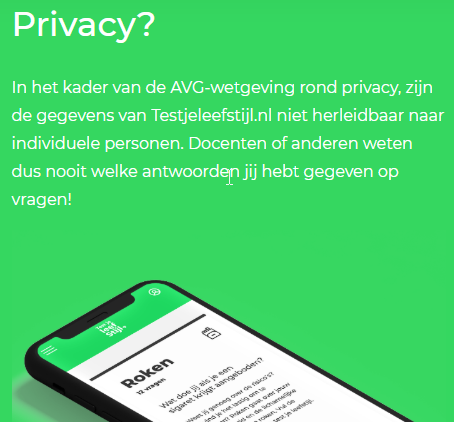 Privacy?
In het kader van de AVG-wetgeving rond privacy, zijn
de gegevens van Testjeleefstijl.nl niet herleidbaar naar
individuele personen. Docenten of anderen weten
dus nooit welke antwoorden jij hebt gegeven op
vragen!
Roken
12 vragen
Wat doe jij als je een
sigaret krijgt aangeboden?